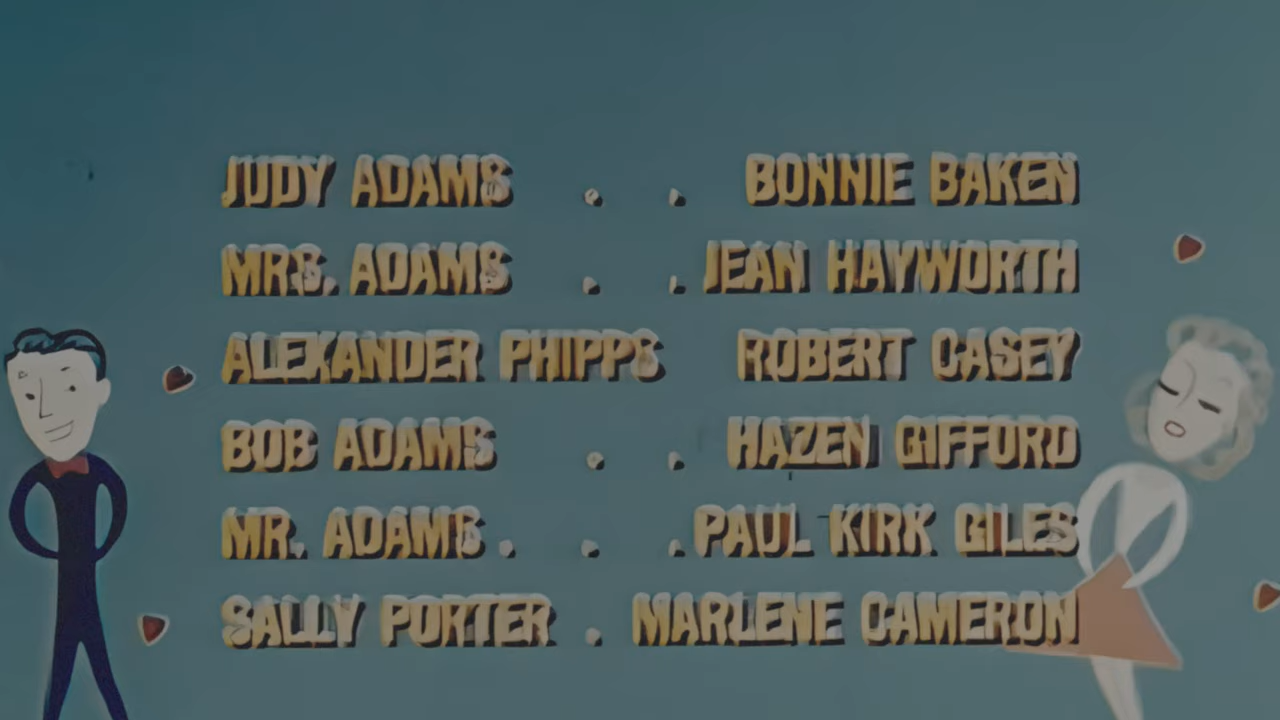 JUDY ADAMS . . BONNIE BAKEN
MRS. ADAMS . . JEAN HAYWORTH
ALEXANDER PHIPPS ROBERT CASEY
BOB ADAMS . . HAZEN GIFFORD
MR. ADAMS . . . PAUL KIRK GILES
SALLY PORTER . MARLENE CAMERON